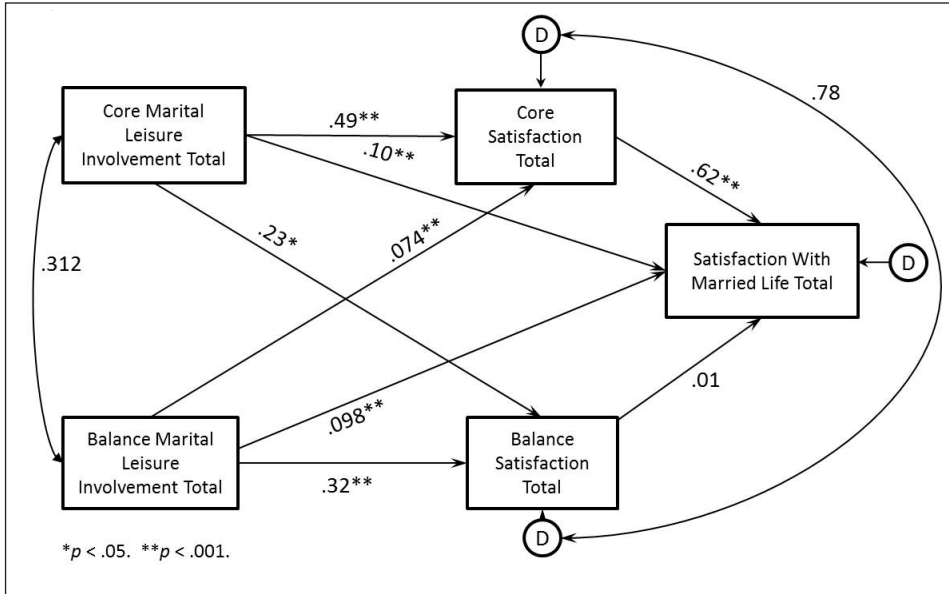 D
.78
Core Marital
Leisure
Involvement Total
.49**
Core
Satisfaction
Total
.10**
.62**
.23*
.074**
.312
Satisfaction With
Married Life Total
D
.01
.098**
Balance Marital
Leisure
Involvement Total
.32**
Balance
Satisfaction
Total
D
*p < .05. **p < .001.